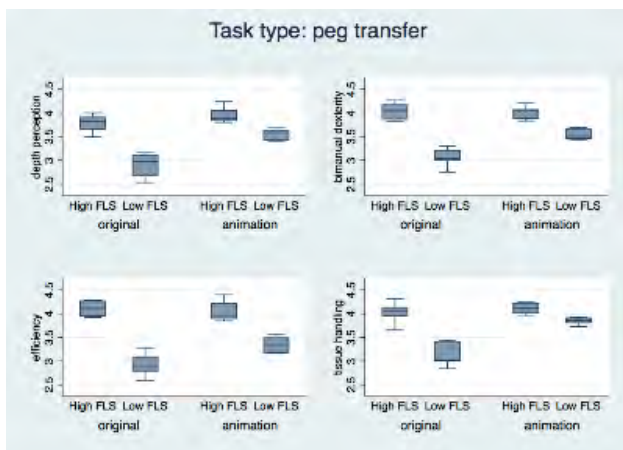 Task type: peg transfer
depth perception
4.5
4
3.5
3
2.5
High FLS Low FLS High FLS Low FLS
original animation
bimanual dexterity
4.5
4
3.5
3
2.5
High FLS Low FLS High FLS Low FLS
original animation
efficiency
4.5
4
3.5
3
2.5
High FLS Low FLS High FLS Low FLS
original animation
tissue handling
4.5
4
3.5
3
2.5
High FLS Low FLS High FLS Low FLS
original animation